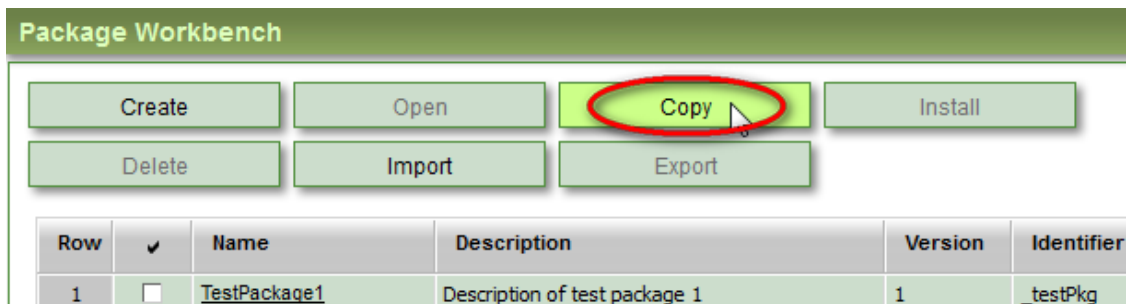 Package Workbench
Create Open Copy Install
Delete Import Export
Row Name Description Version Identifier
1 TestPackage1 Description of test package 1 1 _testPkg